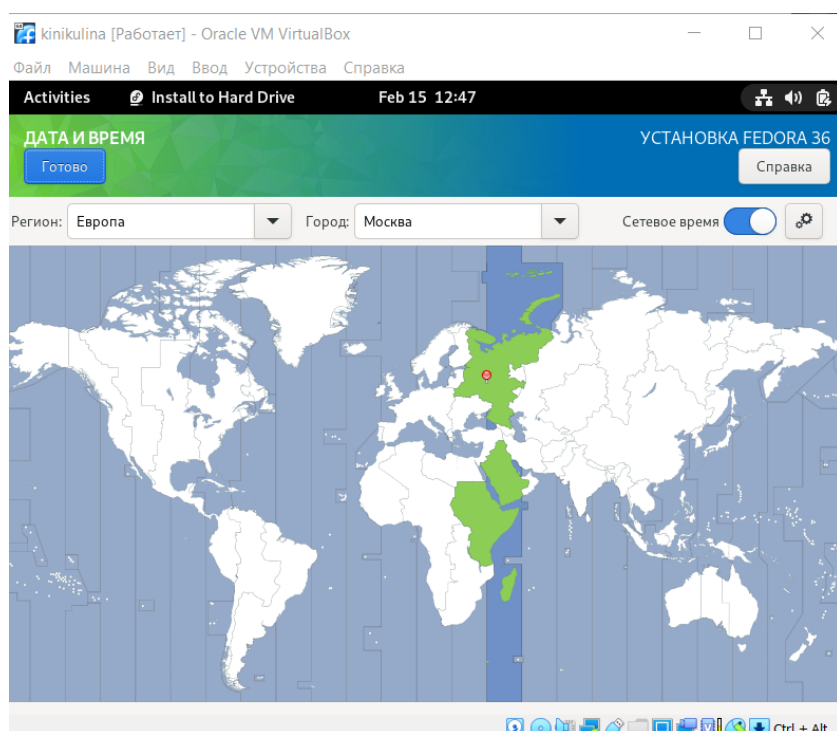 kinikulina [Работает] - Oracle VM VirtualBox
Файл Машина Вид Ввод Устройства Справка
Activities Install to Hard Drive Feb 15 12:47
ДАТА И ВРЕМЯ УСТАНОВКА FEDORA 36
Готово Справка
Регион: Европа Город: Москва Сетевое время
Ctrl + Alt